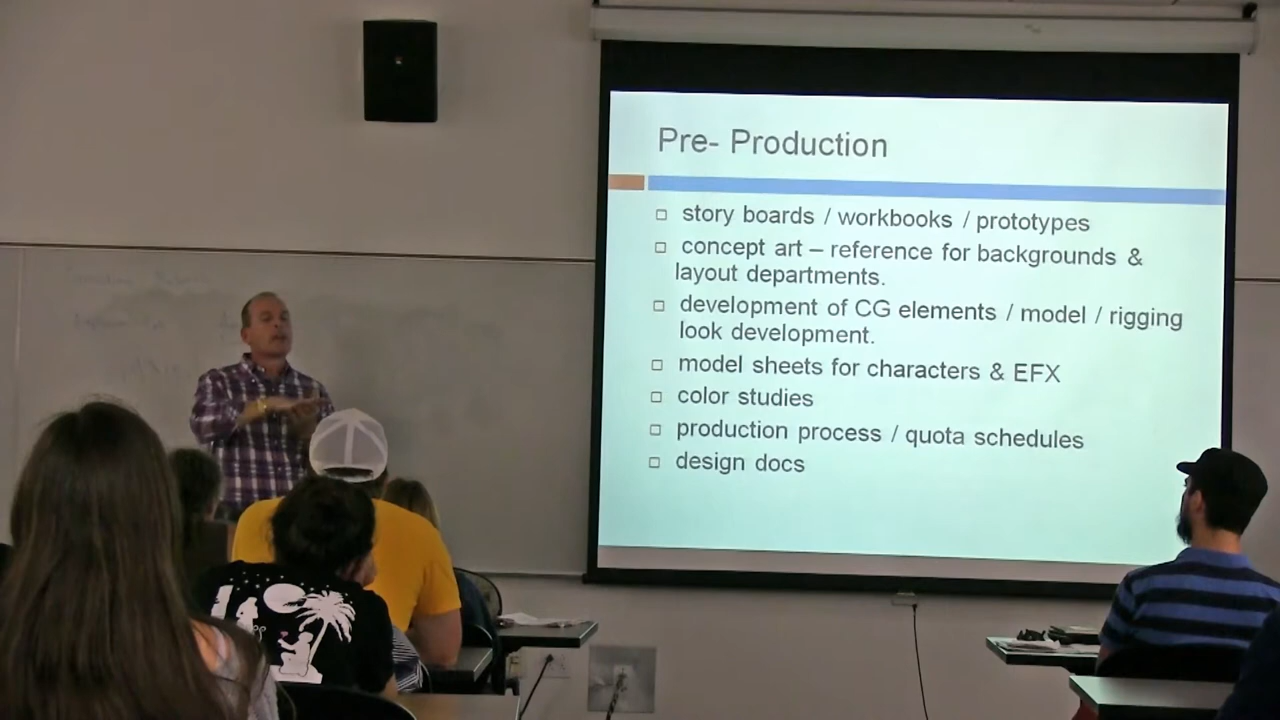 Pre- Production
□ story boards / workbooks / prototypes
□ concept art – reference for backgrounds &
layout departments.
□ development of CG elements / model / rigging
look development.
□ model sheets for characters & EFX
□ color studies
□ production process / quota schedules
□ design docs